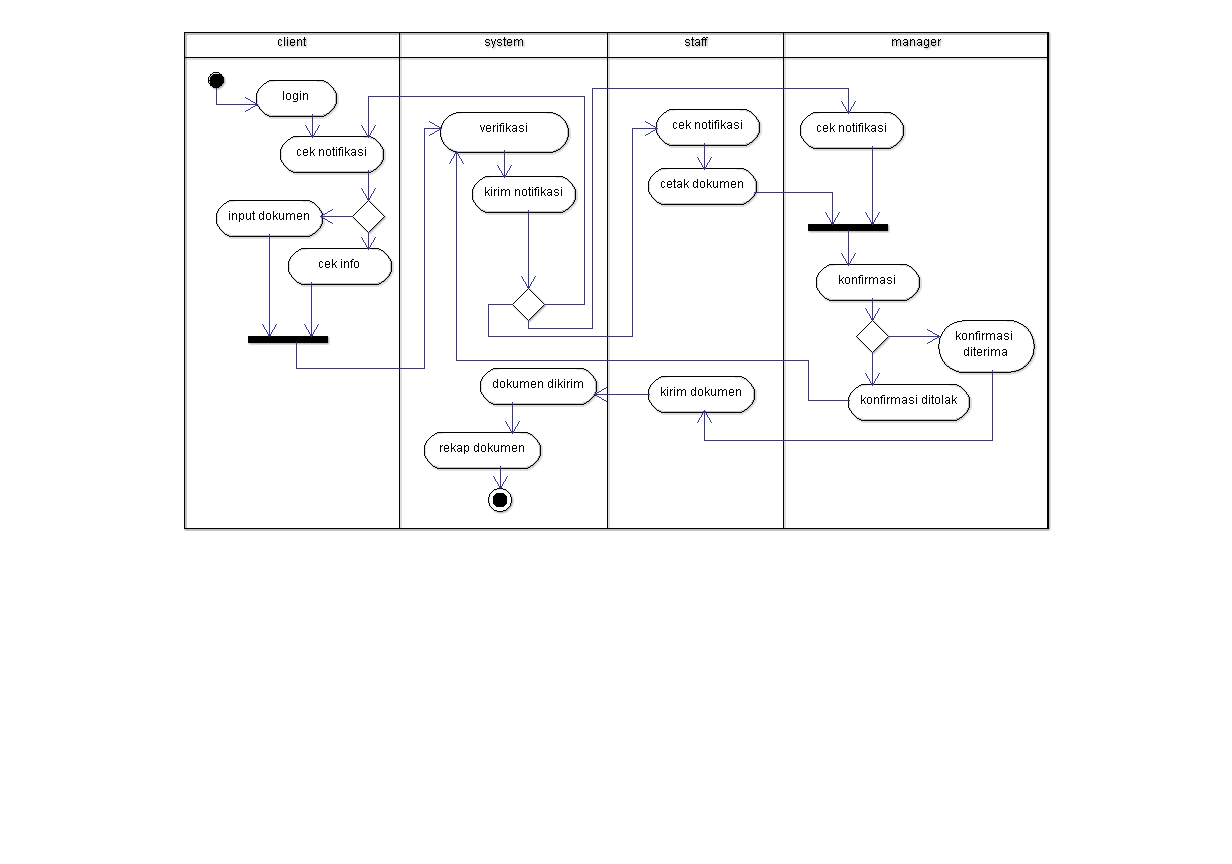 client
system
staff
manager
login
cek notifikasi
input dokumen
cek info
verifikasi
kirim notifikasi
dokumen dikirim
rekap dokumen
cek notifikasi
cetak dokumen
kirim dokumen
cek notifikasi
konfirmasi
konfirmasi
diterima
konfirmasi ditolak